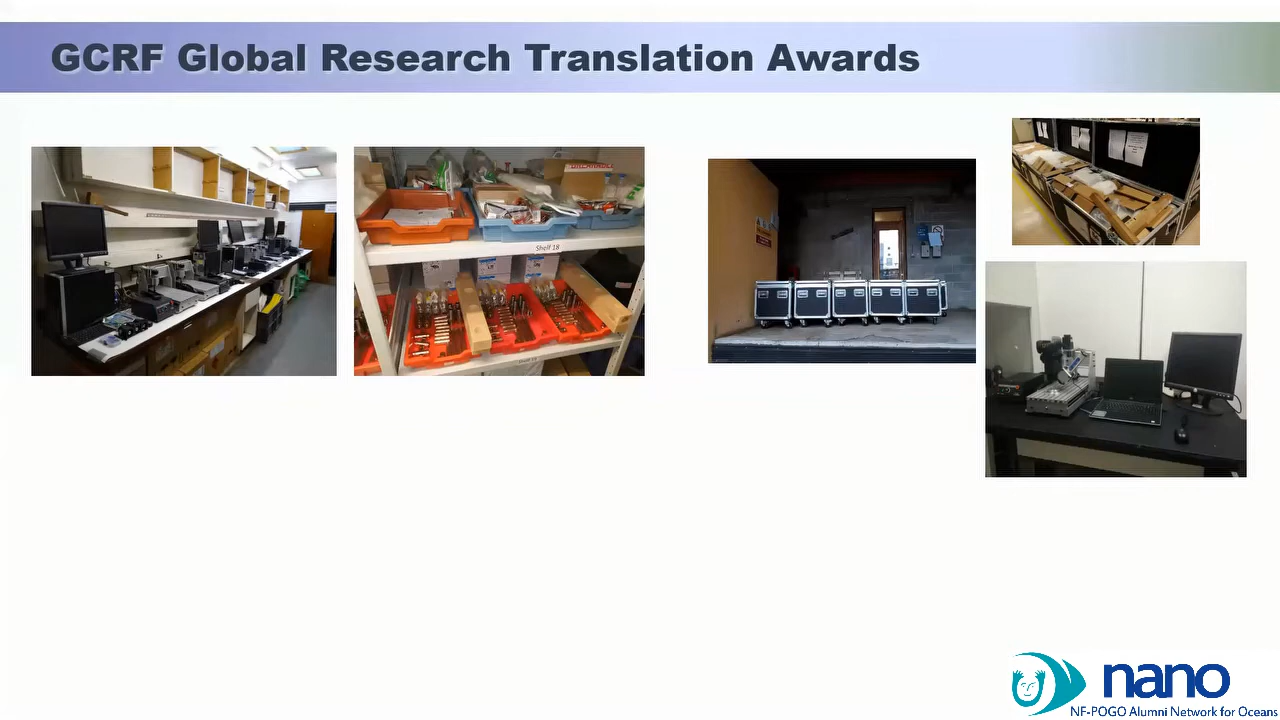 GCRF Global Research Translation Awards
Shelf 18
nano
NF-POGO Alumni Network for Oceans